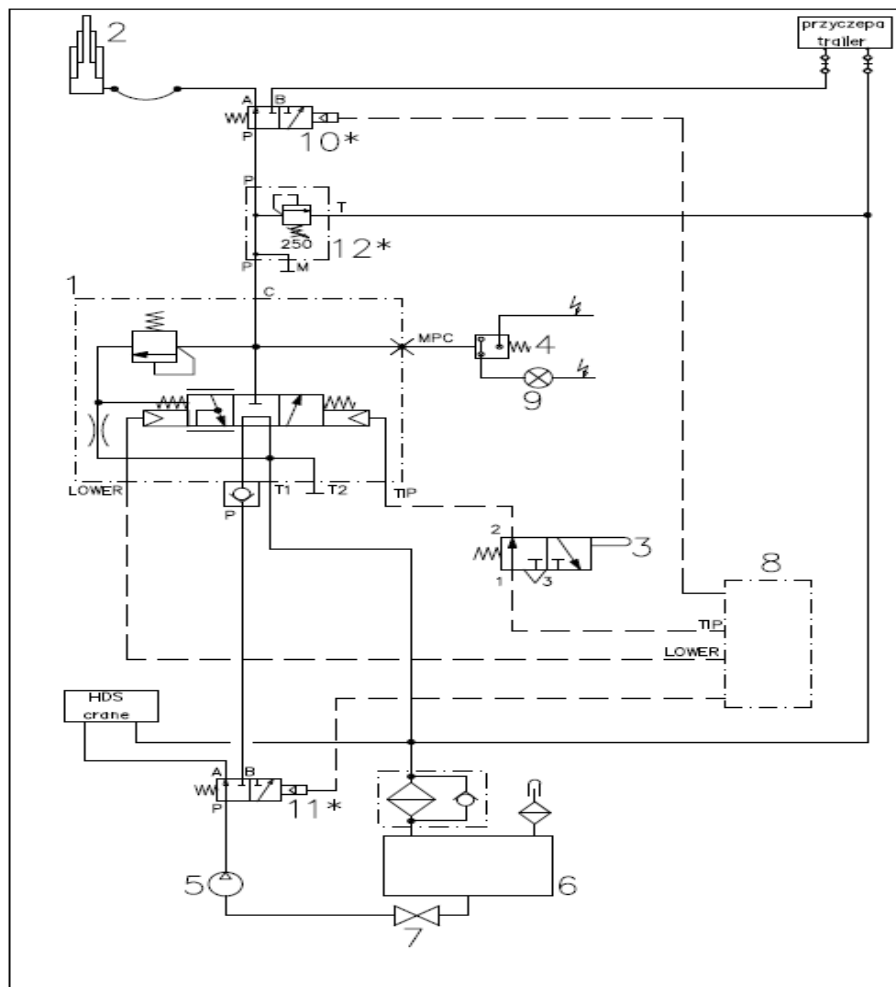 2
przyczepa
trailer
A B
P
10*
P
T
250
12*
P M
1
C
MPC
4
9
LOWER
P
T1
T2
TIP
2
3
1 3
8
TIP
LOWER
HDS
crane
A B
P
11*
5
6
7